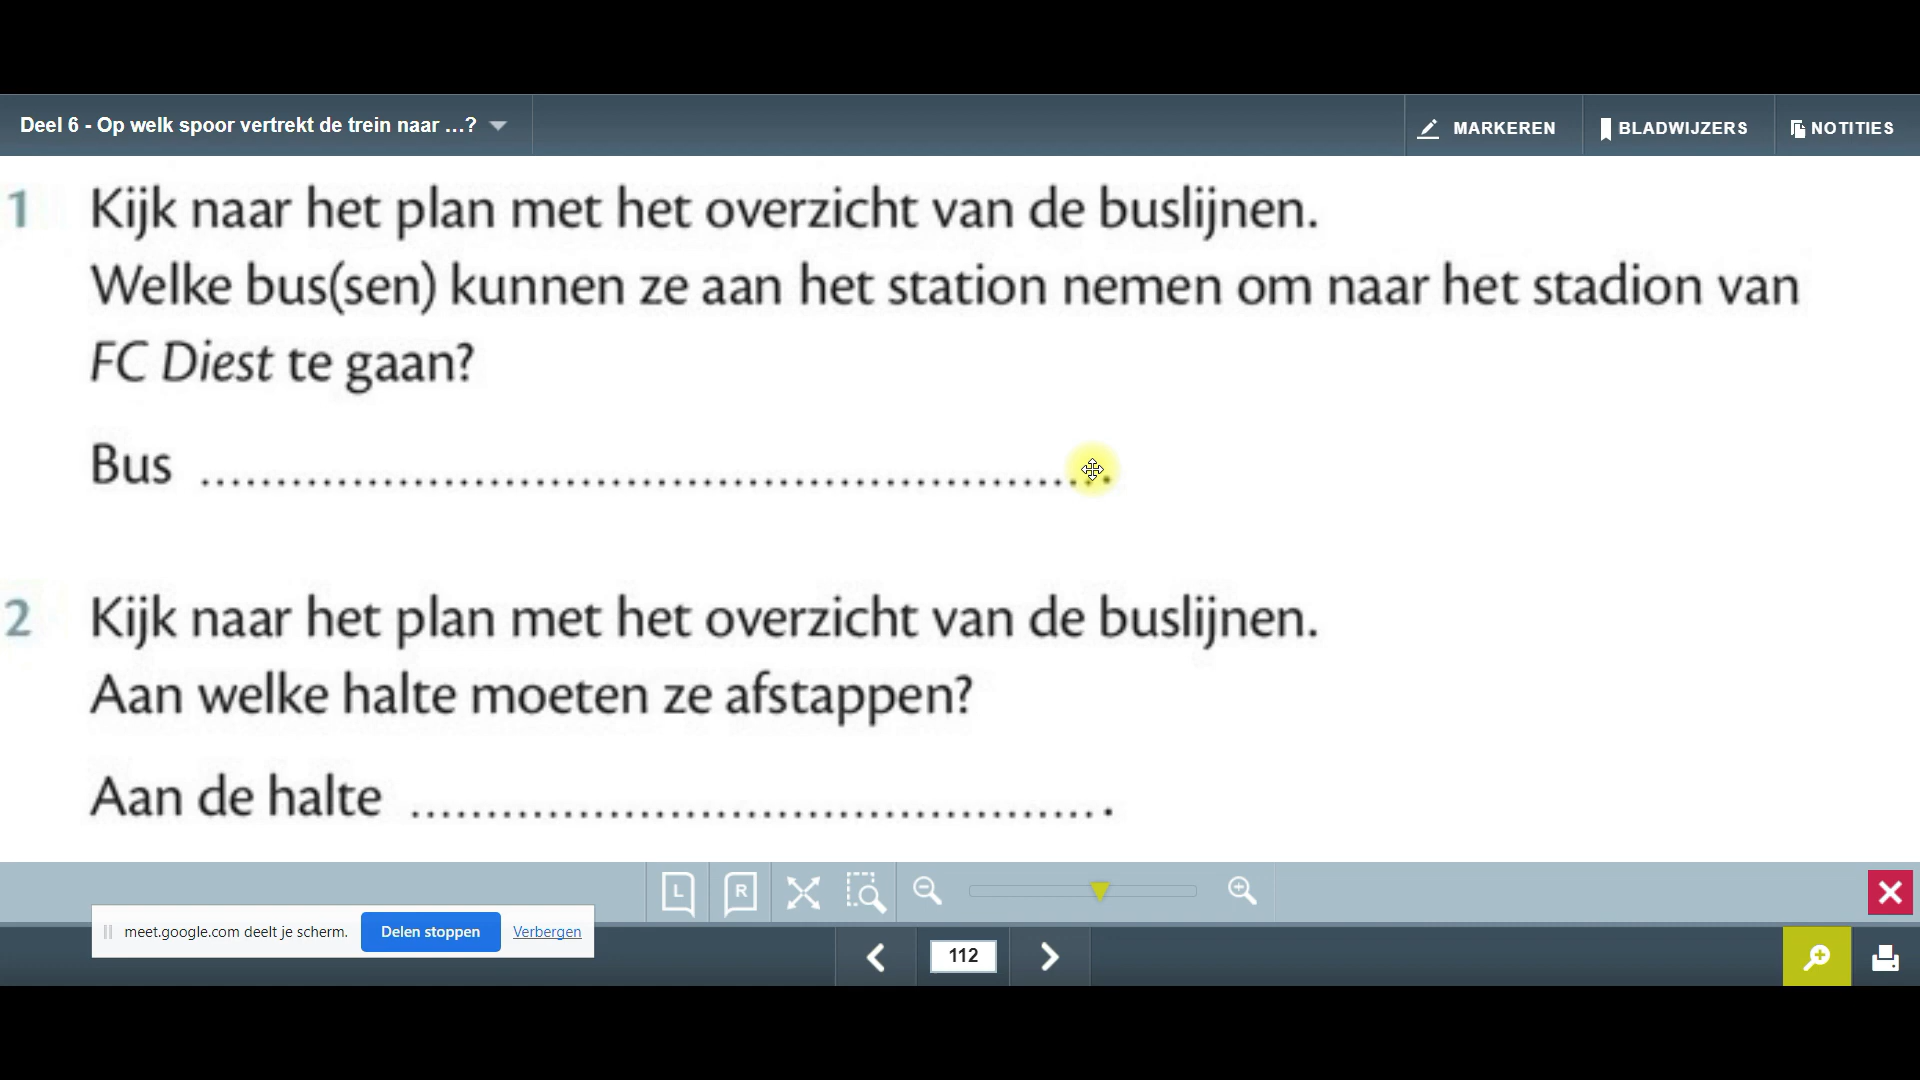 Deel 6 - Op welk spoor vertrekt de trein naar ...?
MARKEREN
BLADWIJZERS
NOTITIES
1 Kijk naar het plan met het overzicht van de buslijnen.
Welke bus(sen) kunnen ze aan het station nemen om naar het stadion van
FC Diest te gaan?
Bus ..........................................................
2 Kijk naar het plan met het overzicht van de buslijnen.
Aan welke halte moeten ze afstappen?
Aan de halte ..............................................
L
R
meet.google.com deelt je scherm.
Delen stoppen
Verbergen
112